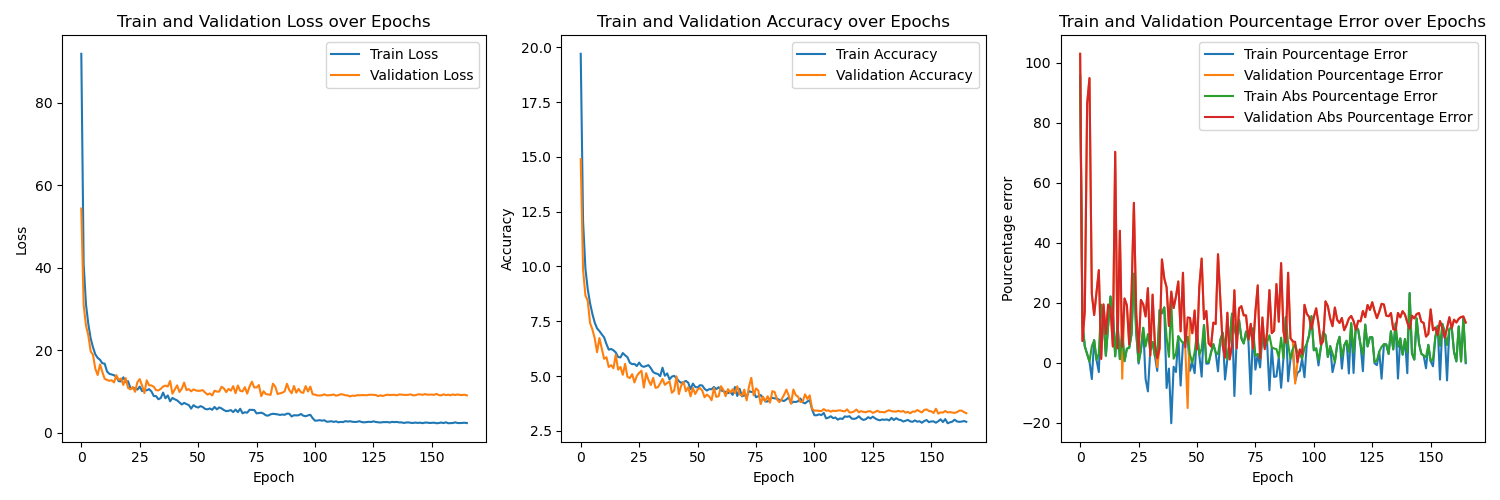 Train and Validation Loss over Epochs
Train Loss
Validation Loss
Loss
80
60
40
20
0
0 25 50 75 100 125 150
Epoch
Train and Validation Accuracy over Epochs
Train Accuracy
Validation Accuracy
Accuracy
20.0
17.5
15.0
12.5
10.0
7.5
5.0
2.5
0 25 50 75 100 125 150
Epoch
Train and Validation Pourcentage Error over Epochs
Train Pourcentage Error
Validation Pourcentage Error
Train Abs Pourcentage Error
Validation Abs Pourcentage Error
Pourcentage error
100
80
60
40
20
0
−20
0 25 50 75 100 125 150
Epoch